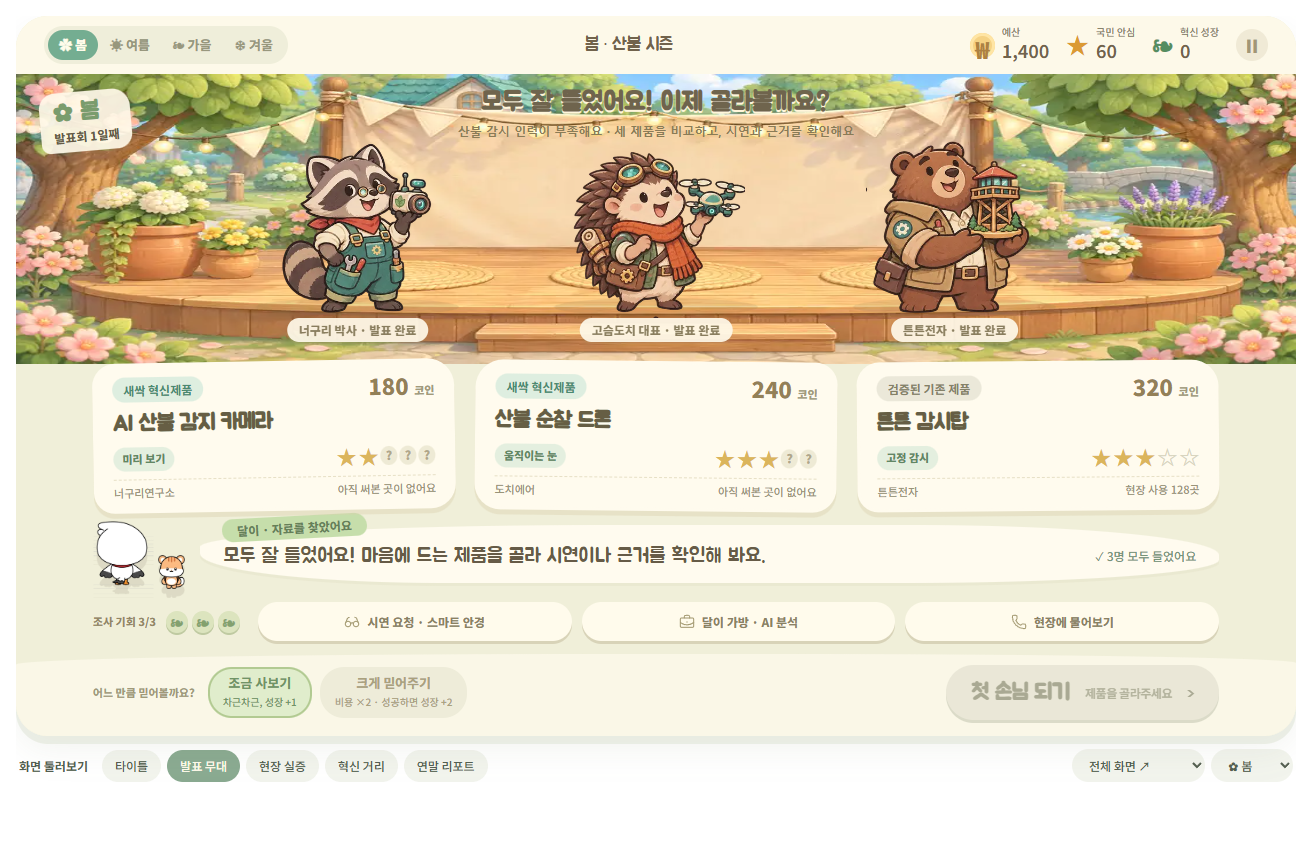 봄
여름
가을
겨울
봄 · 산불 시즌
예산
1,400
국민 안심
60
혁신 성장
0
봄
발표회 1일째
모두 잘 들었어요! 이제 골라볼까요?
산불 감시 인력이 부족해요 · 세 제품을 비교하고, 시연과 근거를 확인해요
너구리 박사 · 발표 완료
고슴도치 대표 · 발표 완료
튼튼전자 · 발표 완료
새싹 혁신제품
180 코인
AI 산불 감지 카메라
미리 보기
★★???
너구리연구소
아직 써본 곳이 없어요
새싹 혁신제품
240 코인
산불 순찰 드론
움직이는 눈
★★★??
도치에어
아직 써본 곳이 없어요
검증된 기존 제품
320 코인
튼튼 감시탑
고정 감시
★★★☆☆
튼튼전자
현장 사용 128곳
달이 · 자료를 찾았어요
모두 잘 들었어요! 마음에 드는 제품을 골라 시연이나 근거를 확인해 봐요.
✓ 3명 모두 들었어요
조사 기회 3/3
시연 요청 · 스마트 안경
달이 가방 · AI 분석
현장에 물어보기
어느 만큼 믿어볼까요?
조금 사보기
차근차근, 성장 +1
크게 믿어주기
비용 ×2 · 성공하면 성장 +2
첫 손님 되기 제품을 골라주세요 >
화면 둘러보기
타이틀
발표 무대
현장 실증
혁신 거리
연말 리포트
전체 화면 ↗
✿ 봄